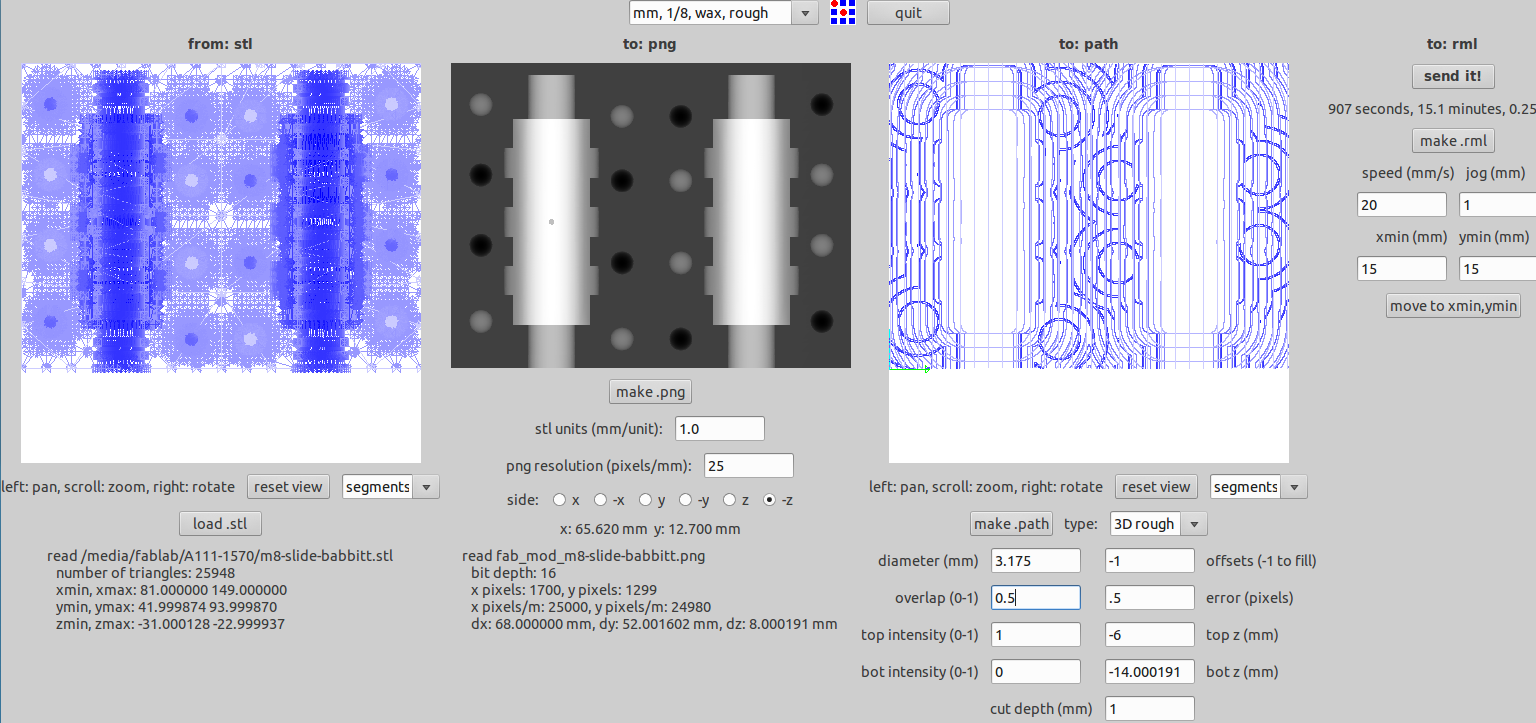 mm, 1/8, wax, rough
quit
from: stl
to: png
to: path
to: rml
send it!
907 seconds, 15.1 minutes, 0.25
make .rml
speed (mm/s) jog (mm)
20 1
xmin (mm) ymin (mm)
15 15
move to xmin,ymin
left: pan, scroll: zoom, right: rotate reset view segments
load .stl
read /media/fablab/A111-1570/m8-slide-babbitt.stl
number of triangles: 25948
xmin, xmax: 81.000000 149.000000
ymin, ymax: 41.999874 93.999870
zmin, zmax: -31.000128 -22.999937
make .png
stl units (mm/unit): 1.0
png resolution (pixels/mm): 25
side: x -x y -y z -z
x: 65.620 mm y: 12.700 mm
read fab_mod_m8-slide-babbitt.png
bit depth: 16
x pixels: 1700, y pixels: 1299
x pixels/m: 25000, y pixels/m: 24980
dx: 68.000000 mm, dy: 52.001602 mm, dz: 8.000191 mm
left: pan, scroll: zoom, right: rotate reset view segments
make .path type: 3D rough
diameter (mm) 3.175 -1 offsets (-1 to fill)
overlap (0-1) 0.5 .5 error (pixels)
top intensity (0-1) 1 -6 top z (mm)
bot intensity (0-1) 0 -14.000191 bot z (mm)
cut depth (mm) 1